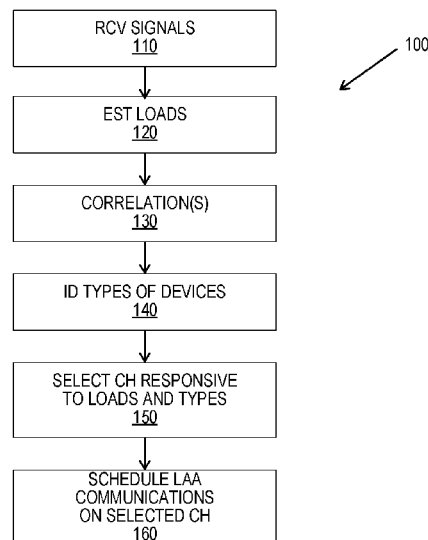 RCV SIGNALS
110
100
EST LOADS
120
CORRELATION(S)
130
ID TYPES OF DEVICES
140
SELECT CH RESPONSIVE
TO LOADS AND TYPES
150
SCHEDULE LAA
COMMUNICATIONS
ON SELECTED CH
160